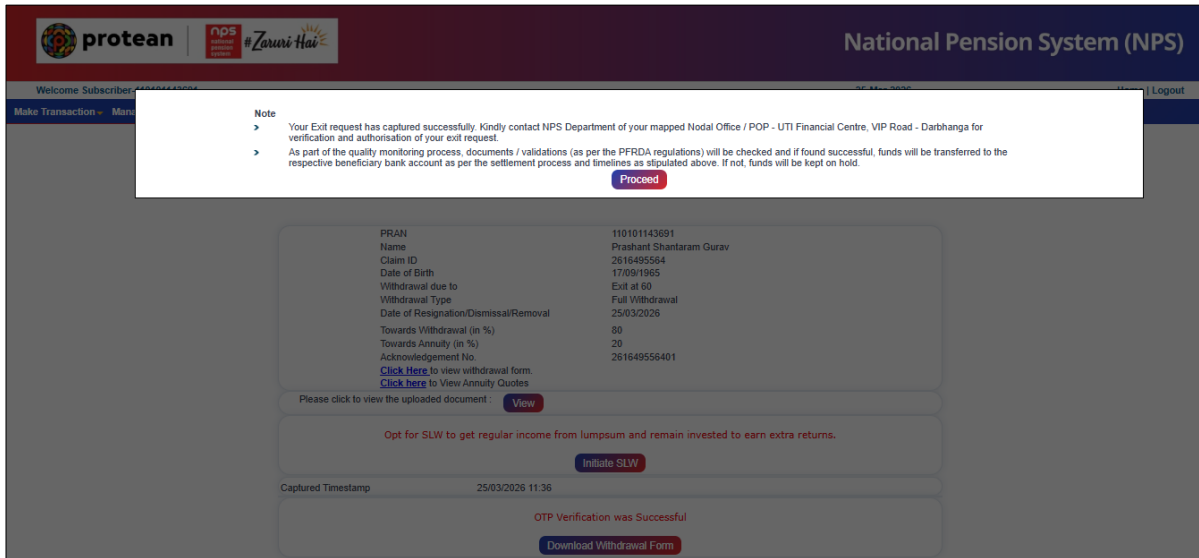 protean
nps
national
pension
system
#Zaruri Hai
National Pension System (NPS)
Welcome Subscriber-110101143691
25-Mar-2026
Home | Logout
Make Transaction
Note
Your Exit request has captured successfully. Kindly contact NPS Department of your mapped Nodal Office / POP - UTI Financial Centre, VIP Road - Darbhanga for
verification and authorisation of your exit request.
As part of the quality monitoring process, documents / validations (as per the PFRDA regulations) will be checked and if found successful, funds will be transferred to the
respective beneficiary bank account as per the settlement process and timelines as stipulated above. If not, funds will be kept on hold.
Proceed
PRAN 110101143691
Name Prashant Shantaram Gurav
Claim ID 2616495564
Date of Birth 17/09/1965
Withdrawal due to Exit at 60
Withdrawal Type Full Withdrawal
Date of Resignation/Dismissal/Removal 25/03/2026
Towards Withdrawal (in %) 80
Towards Annuity (in %) 20
Acknowledgement No. 261649556401
Click Here to view withdrawal form.
Click here to View Annuity Quotes
Please click to view the uploaded document : View
Opt for SLW to get regular income from lumpsum and remain invested to earn extra returns.
Initiate SLW
Captured Timestamp 25/03/2026 11:36
OTP Verification was Successful
Download Withdrawal Form